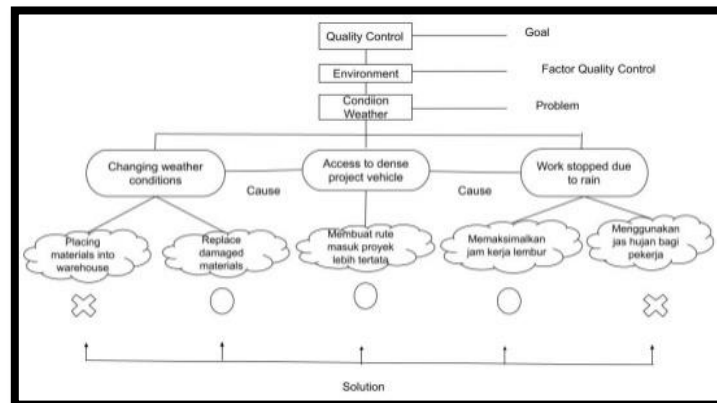 Quality Control
Goal
Environment
Factor Quality Control
Condiion
Weather
Problem
Changing weather
conditions
Cause
Access to dense
project vehicle
Cause
Work stopped due
to rain
Placing
materials into
warehouse
Replace
damaged
materials
Membuat rute
masuk proyek
lebih tertata
Memaksimalkan
jam kerja lembur
Menggunakan
jas hujan bagi
pekerja
Solution